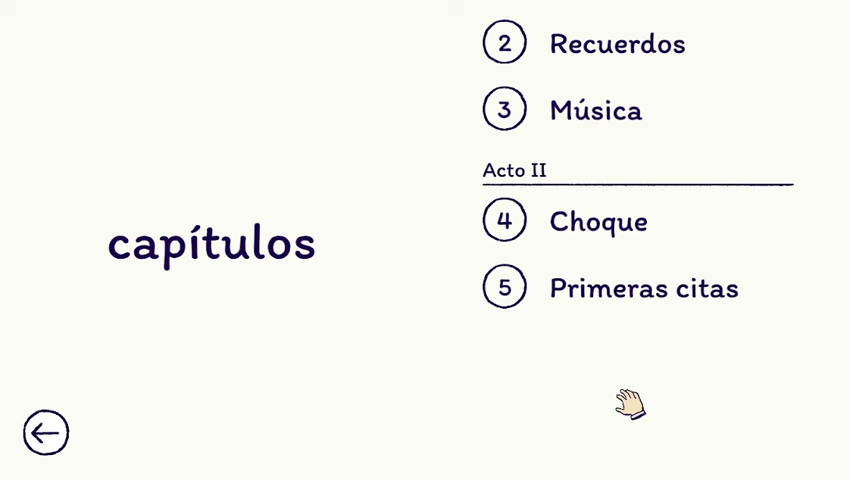 capítulos
2 Recuerdos
3 Música
Acto II
4 Choque
5 Primeras citas